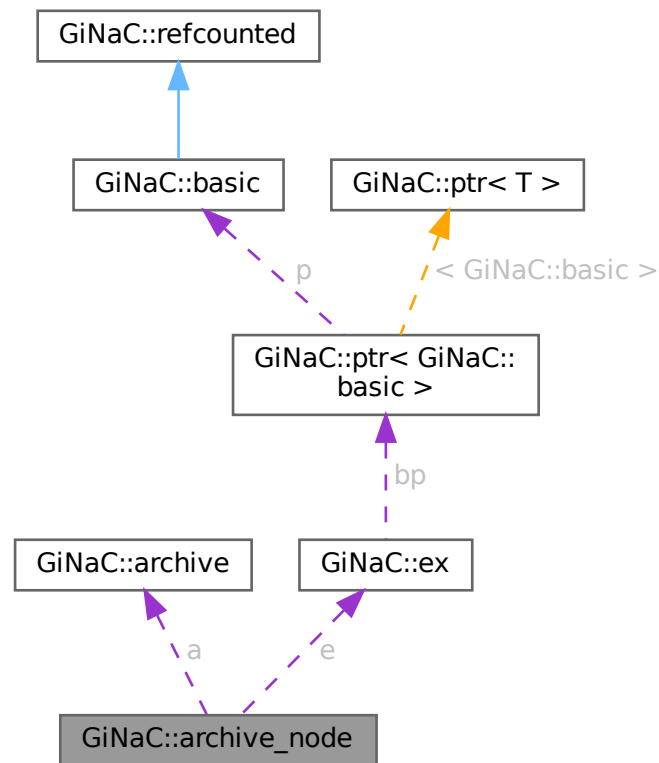 GiNaC::refcounted
GiNaC::basic
GiNaC::ptr< T >
p
< GiNaC::basic >
GiNaC::ptr< GiNaC::
basic >
bp
GiNaC::archive
GiNaC::ex
a
e
GiNaC::archive_node